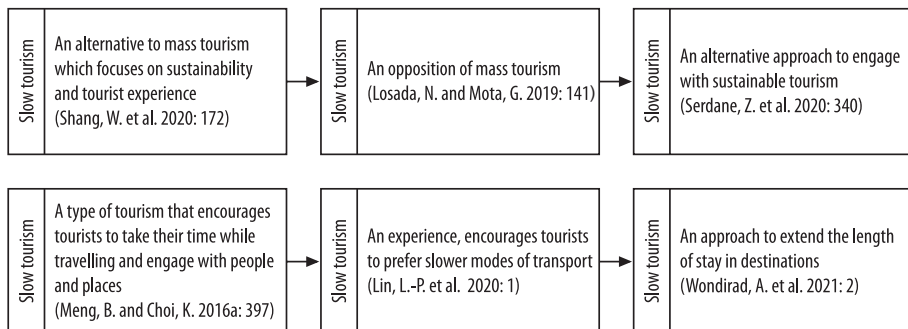 Slow tourism
An alternative to mass tourism
which focuses on sustainability
and tourist experience
(Shang, W. et al. 2020: 172)
Slow tourism
An opposition of mass tourism
(Losada, N. and Mota, G. 2019: 141)
Slow tourism
An alternative approach to engage
with sustainable tourism
(Serdane, Z. et al. 2020: 340)
Slow tourism
A type of tourism that encourages
tourists to take their time while
travelling and engage with people
and places
(Meng, B. and Choi, K. 2016a: 397)
Slow tourism
An experience, encourages tourists
to prefer slower modes of transport
(Lin, L.-P. et al. 2020: 1)
Slow tourism
An approach to extend the length
of stay in destinations
(Wondirad, A. et al. 2021: 2)